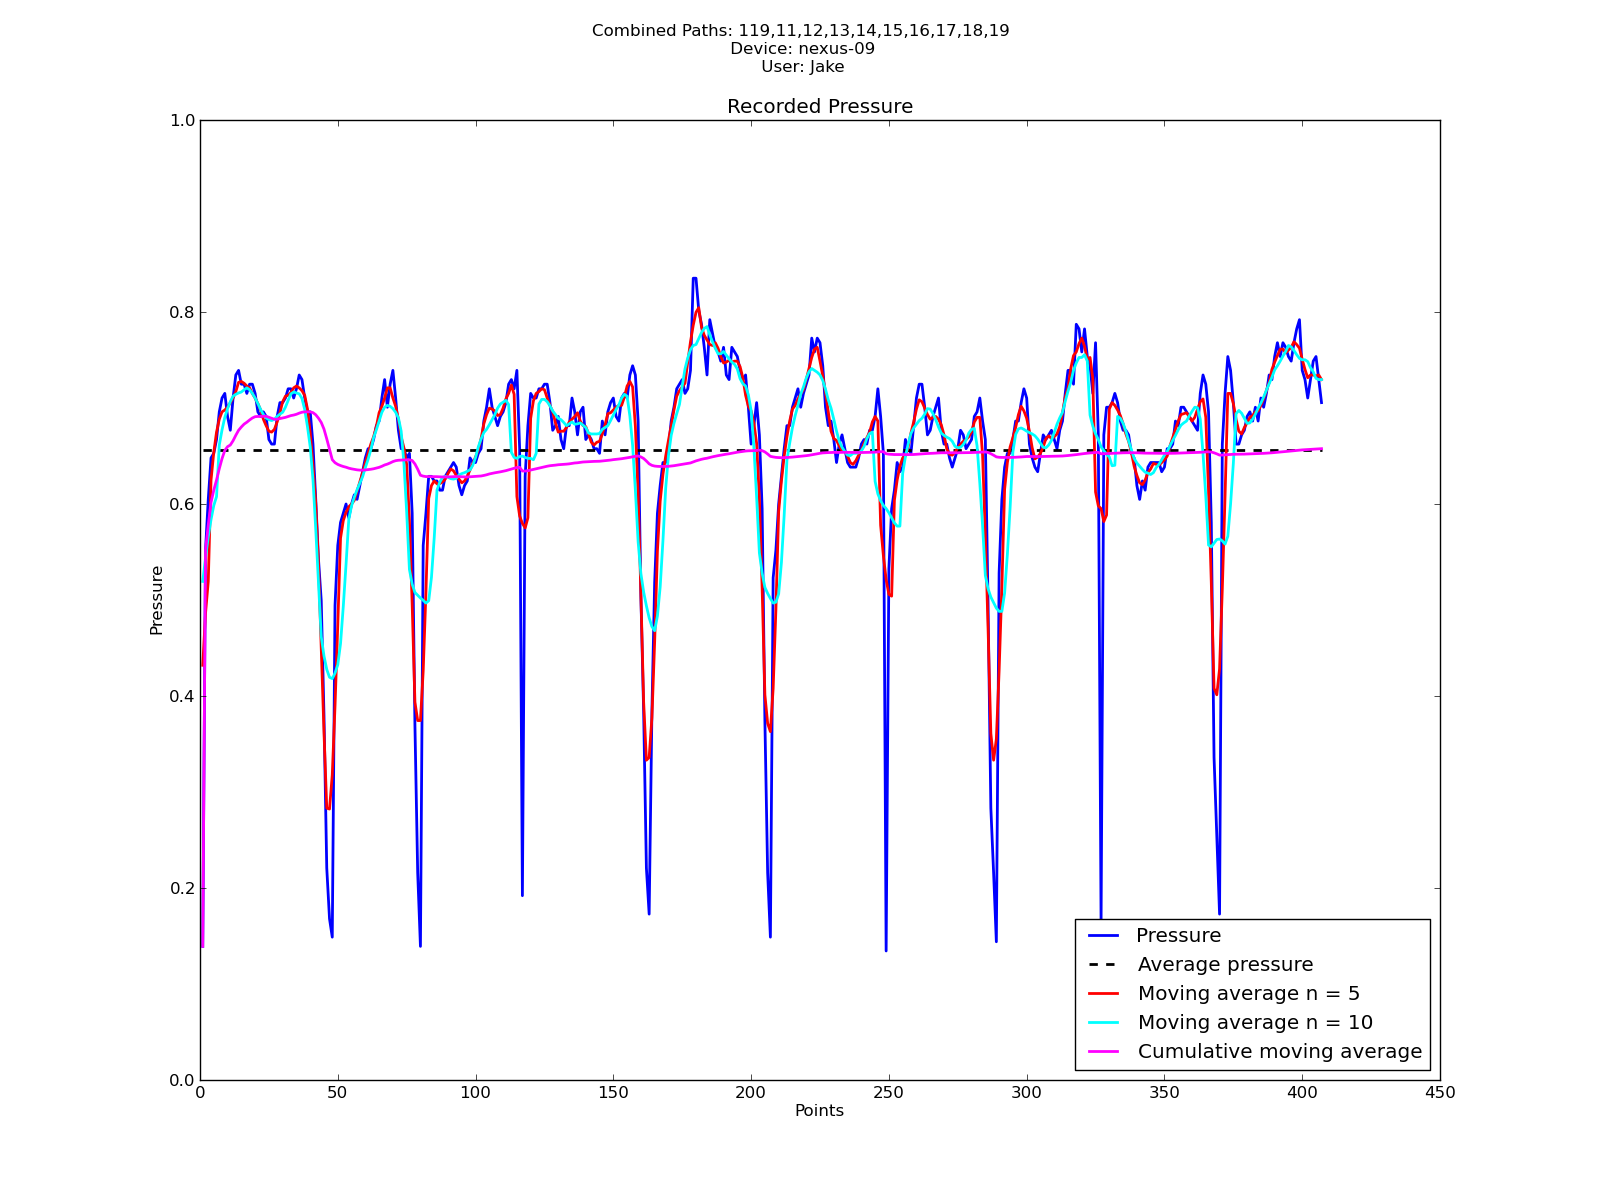 Combined Paths: 119,11,12,13,14,15,16,17,18,19
Device: nexus-09
User: Jake
Recorded Pressure
1.0
0.8
0.6
0.4
0.2
0.0
Pressure
Pressure
Average pressure
Moving average n = 5
Moving average n = 10
Cumulative moving average
0 50 100 150 200 250 300 350 400 450
Points